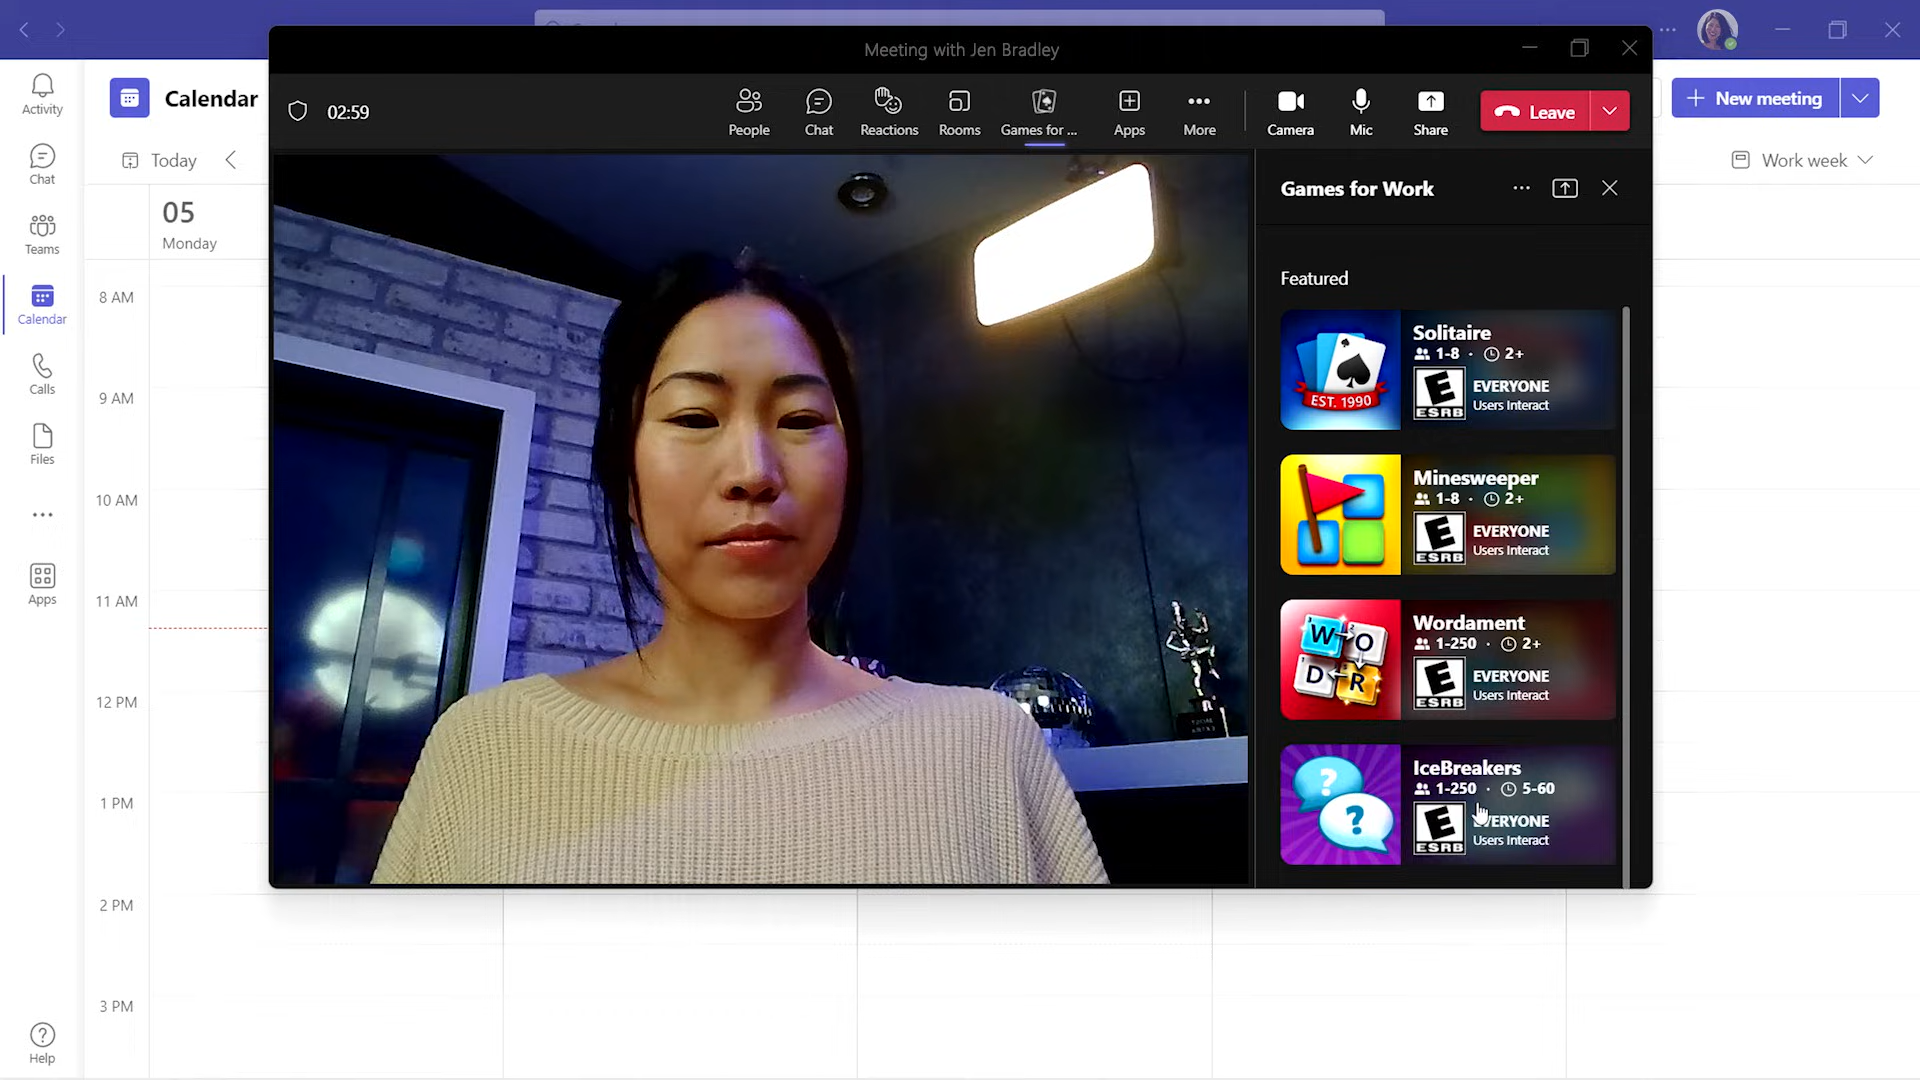 Meeting with Jen Bradley
Activity
Chat
Teams
Calendar
Calls
Files
Apps
Help
Calendar
New meeting
Today
Work week
05
Monday
8 AM
9 AM
10 AM
11 AM
12 PM
1 PM
2 PM
3 PM
02:59
People
Chat
Reactions
Rooms
Games for ...
Apps
More
Camera
Mic
Share
Leave
Games for Work
Featured
EST. 1990
Solitaire
1-8 · 2+
E
ESRB
EVERYONE
Users Interact
Minesweeper
1-8 · 2+
E
ESRB
EVERYONE
Users Interact
W O
D R
Wordament
1-250 · 2+
E
ESRB
EVERYONE
Users Interact
? ?
IceBreakers
1-250 · 5-60
E
ESRB
EVERYONE
Users Interact